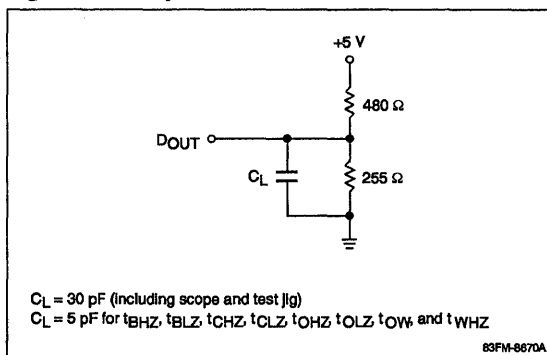 +5 V
480 Ω
DOUT
CL
255 Ω
CL = 30 pF (including scope and test jig)
CL = 5 pF for tBHZ, tBLZ, tCHZ, tCLZ, tOHZ, tOLZ, tOW, and tWHZ
83FM-8670A